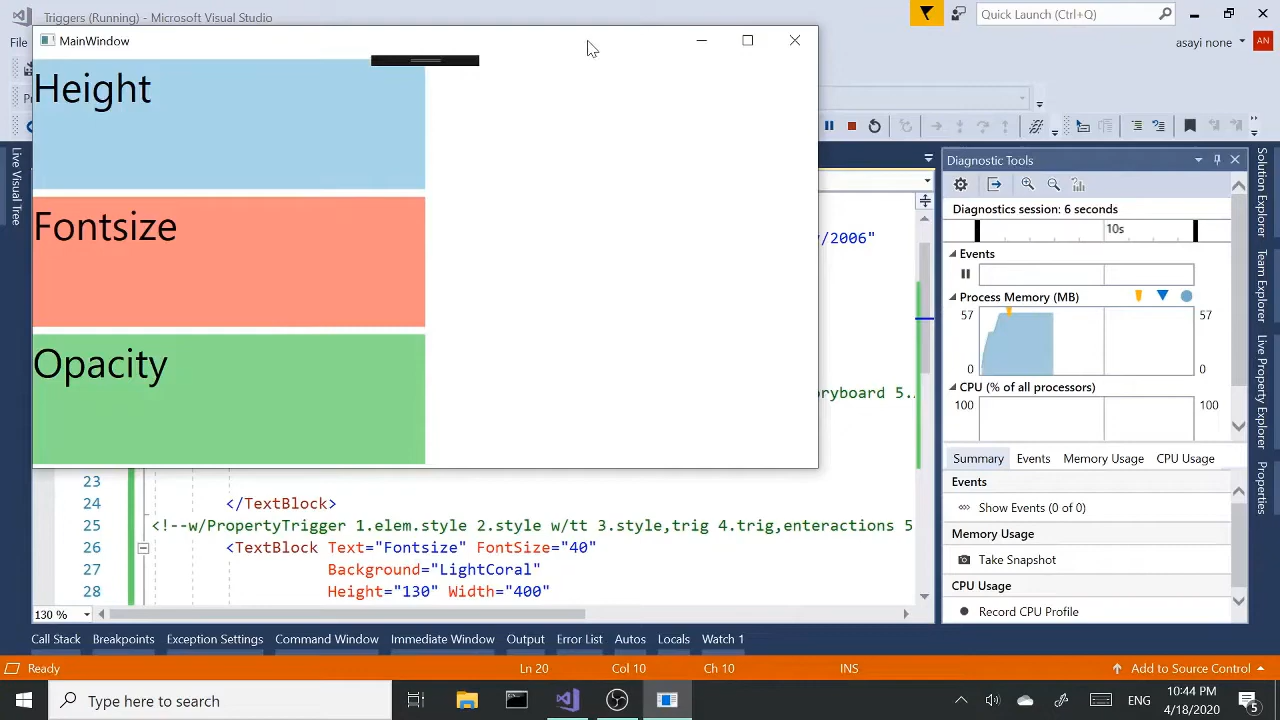 Triggers (Running) - Microsoft Visual Studio
Quick Launch (Ctrl+Q)
File
asayi none
AN
MainWindow
Height
Fontsize
Opacity
Live Visual Tree
/2006"
oryboard 5.
23
24 </TextBlock>
25 <!--w/PropertyTrigger 1.elem.style 2.style w/tt 3.style,trig 4.trig,enteractions 5
26 <TextBlock Text="Fontsize" FontSize="40"
27 Background="LightCoral"
28 Height="130" Width="400"
130 %
Diagnostic Tools
Diagnostics session: 6 seconds
10s
Events
Process Memory (MB)
57 57
0 0
CPU (% of all processors)
100 100
Summary Events Memory Usage CPU Usage
Events
Show Events (0 of 0)
Memory Usage
Take Snapshot
CPU Usage
Record CPU Profile
Solution Explorer
Team Explorer
Live Property Explorer
Properties
Call Stack Breakpoints Exception Settings Command Window Immediate Window Output Error List Autos Locals Watch 1
Ready Ln 20 Col 10 Ch 10 INS Add to Source Control
Type here to search
ENG
0:44 PM
4/18/2020
5